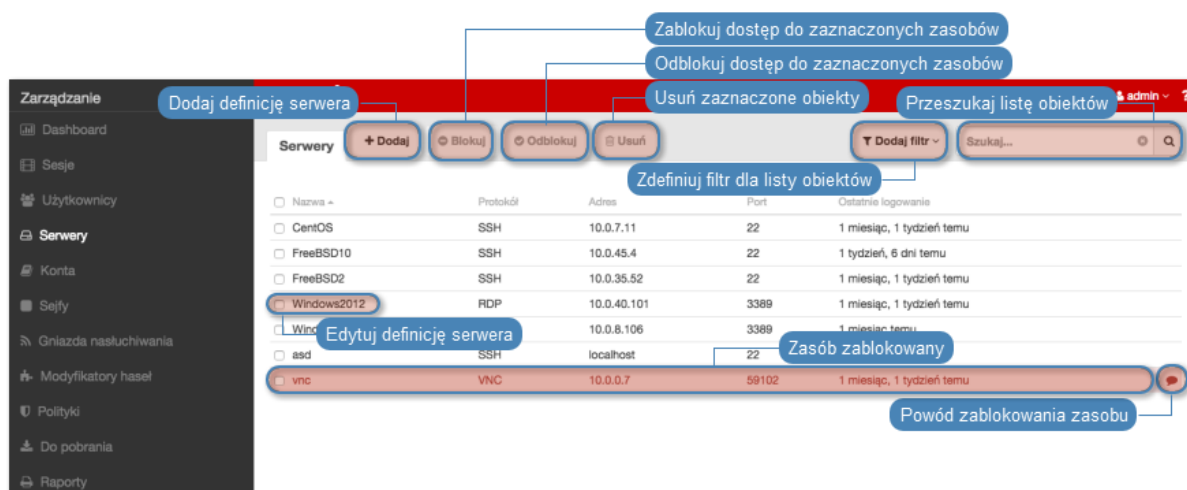 Zablokuj dostęp do zaznaczonych zasobów
Odblokuj dostęp do zaznaczonych zasobów
Zarządzanie
Dodaj definicję serwera
Usuń zaznaczone obiekty
Przeszukaj listę obiektów
admin
?
Dashboard
Serwery
+ Dodaj
Blokuj
Odblokuj
Usuń
Dodaj filtr
Szukaj...
Sesje
Zdefiniuj filtr dla listy obiektów
Użytkownicy
Nazwa
Protokół
Adres
Port
Ostatnie logowanie
Serwery
CentOS SSH 10.0.7.11 22 1 miesiąc, 1 tydzień temu
FreeBSD10 SSH 10.0.45.4 22 1 tydzień, 6 dni temu
Konta
FreeBSD2 SSH 10.0.35.52 22 1 miesiąc, 1 tydzień temu
Sejfy
Windows2012 RDP 10.0.40.101 3389 1 miesiąc, 1 tydzień temu
10.0.8.106 3389 1 miesiąc temu
Edytuj definicję serwera
Gniazda nasłuchiwania
Zasób zablokowany
asd SSH localhost 22
Modyfikatory haseł
vnc VNC 10.0.0.7 59102 1 miesiąc, 1 tydzień temu
Polityki
Powód zablokowania zasobu
Do pobrania
Raporty